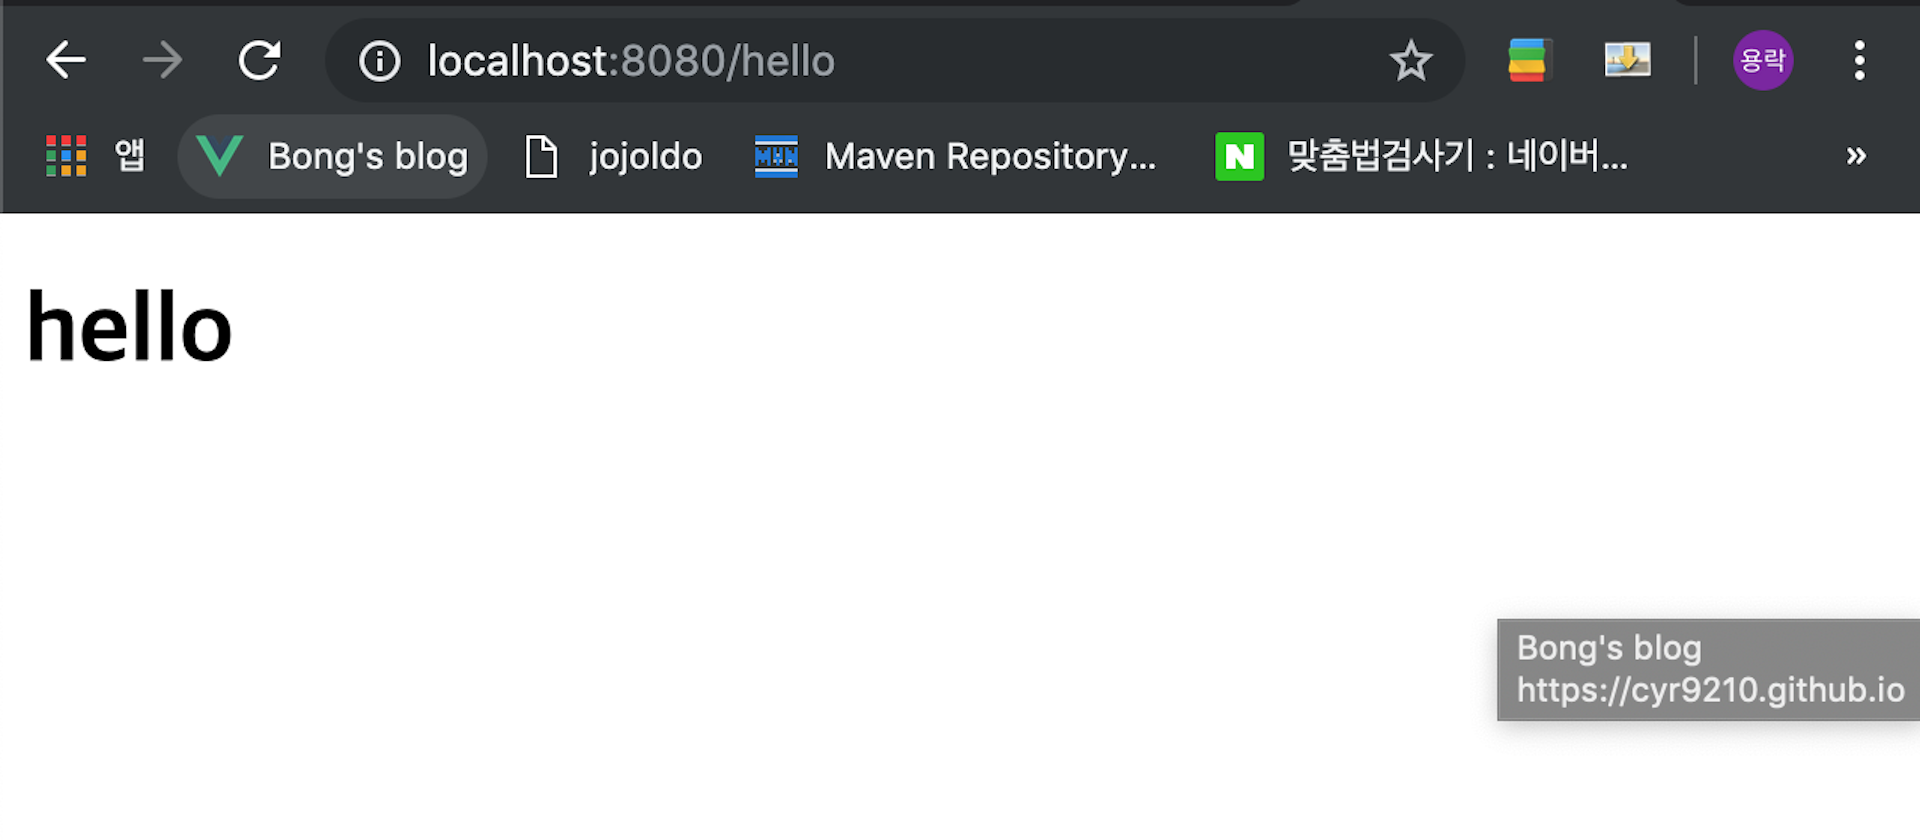 localhost:8080/hello
용락
앱 Bong's blog jojoldo MVN Maven Repository... N 맞춤법검사기 : 네이버... »
hello
Bong's blog
https://cyr9210.github.io